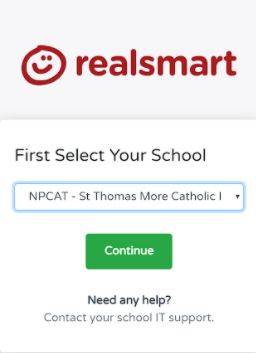 realsmart
First Select Your School
NPCAT - St Thomas More Catholic
Continue
Need any help?
Contact your school IT support.